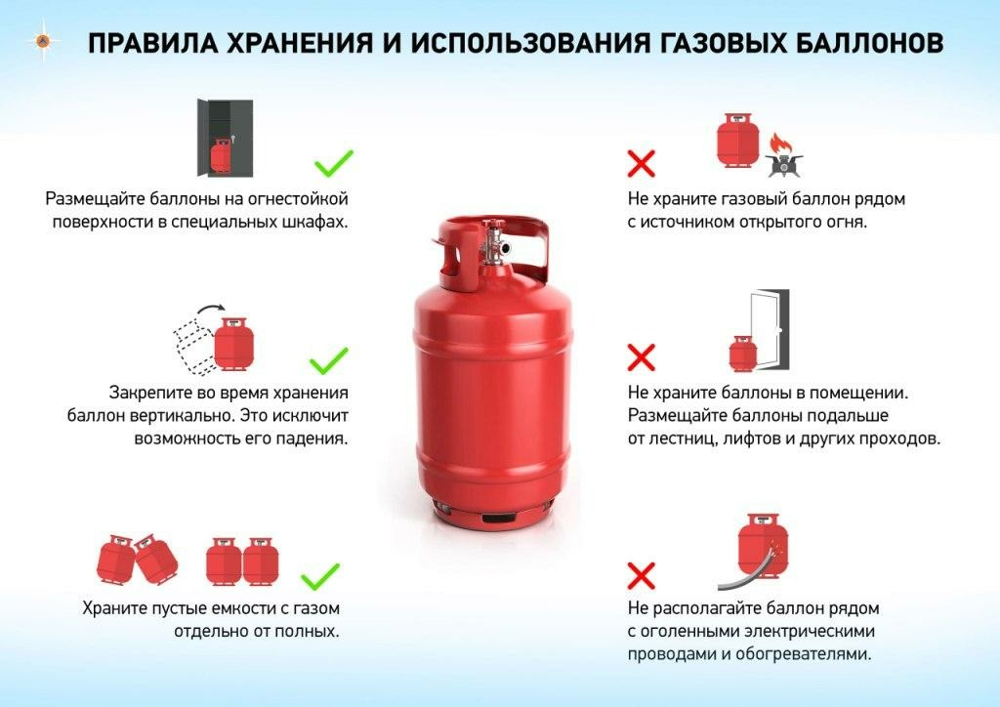 ПРАВИЛА ХРАНЕНИЯ И ИСПОЛЬЗОВАНИЯ ГАЗОВЫХ БАЛЛОНОВ
Размещайте баллоны на огнестойкой
поверхности в специальных шкафах.
Закрепите во время хранения
баллон вертикально. Это исключит
возможность его падения.
Храните пустые емкости с газом
отдельно от полных.
Не храните газовый баллон рядом
с источником открытого огня.
Не храните баллоны в помещении.
Размещайте баллоны подальше
от лестниц, лифтов и других проходов.
Не располагайте баллон рядом
с оголенными электрическими
проводами и обогревателями.